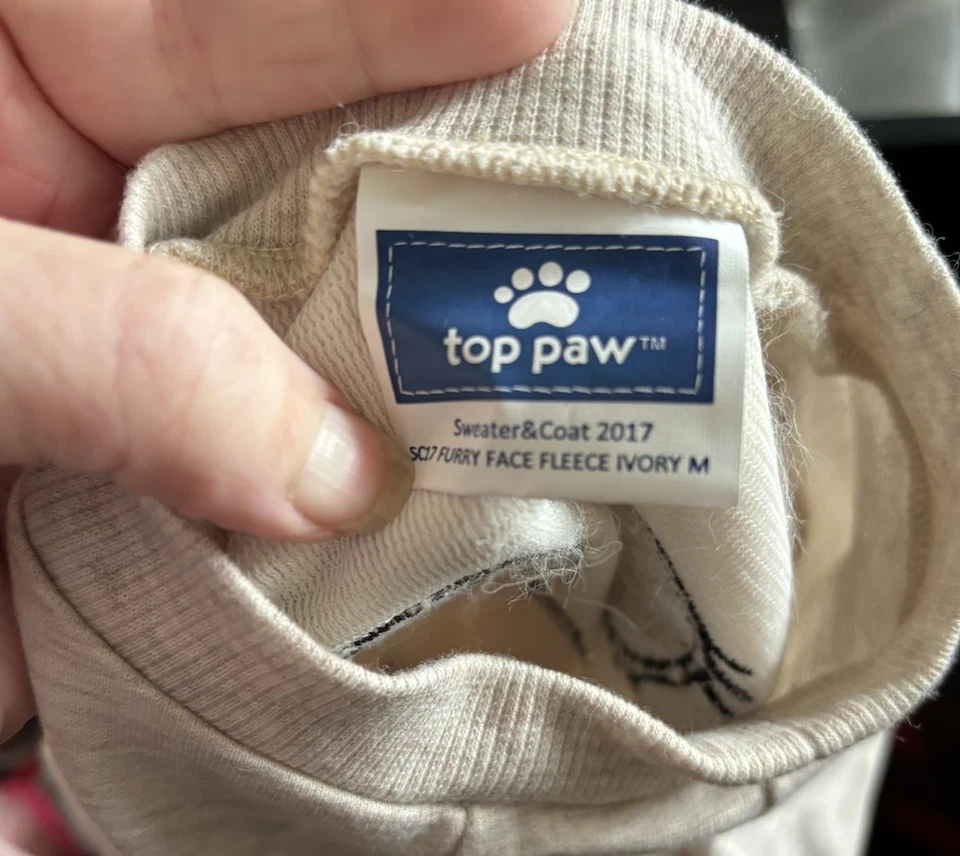 top paw™
Sweater&Coat 2017
SC17 FURRY FACE FLEECE IVORY M